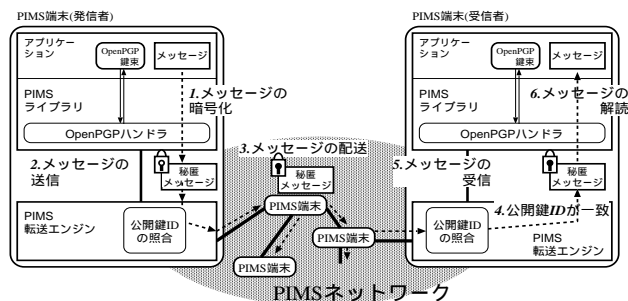 PIMS端末(発信者)
アプリケー
ション
OpenPGP
鍵束
メッセージ
PIMS
ライブラリ
1.メッセージの
暗号化
OpenPGPハンドラ
2.メッセージの
送信
秘匿
メッセージ
PIMS
転送エンジン
公開鍵ID
の照合
3.メッセージの配送
秘匿
メッセージ
PIMS端末
PIMS端末
PIMS端末
PIMSネットワーク
PIMS端末(受信者)
アプリケー
ション
OpenPGP
鍵束
メッセージ
PIMS
ライブラリ
6.メッセージの
解読
OpenPGPハンドラ
5.メッセージの
受信
秘匿
メッセージ
4.公開鍵IDが一致
公開鍵ID
の照合
PIMS
転送エンジン